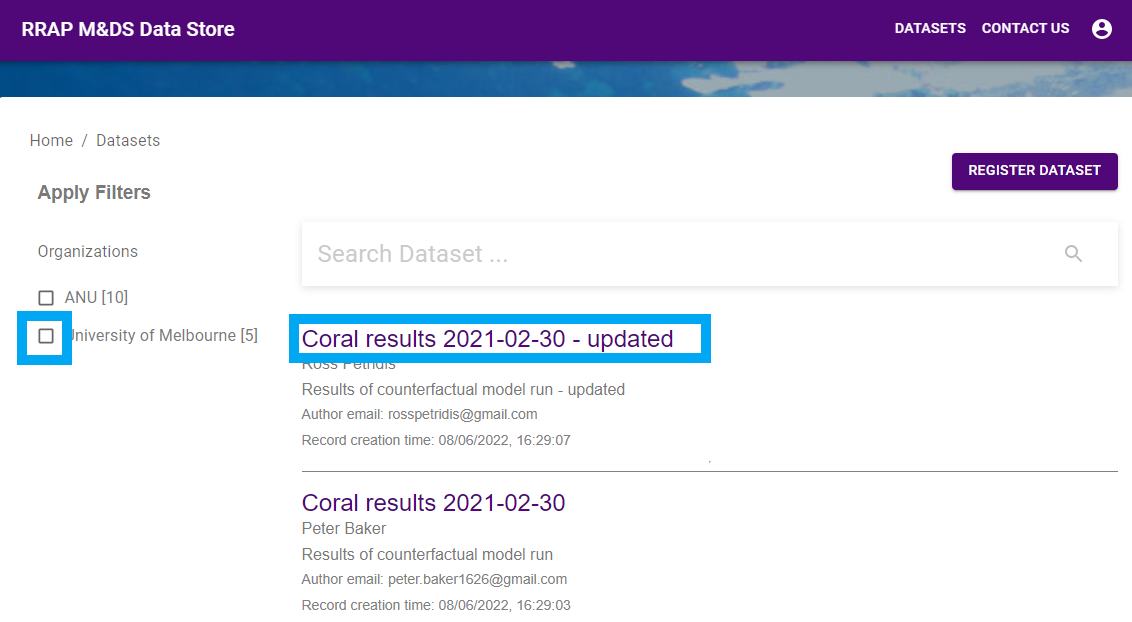 RRAP M&DS Data Store
DATASETS CONTACT US
Home / Datasets
REGISTER DATASET
Apply Filters
Organizations
ANU [10]
University of Melbourne [5]
Search Dataset ...
Coral results 2021-02-30 - updated
Ross Petridis
Results of counterfactual model run - updated
Author email: rosspetridis@gmail.com
Record creation time: 08/06/2022, 16:29:07
Coral results 2021-02-30
Peter Baker
Results of counterfactual model run
Author email: peter.baker1626@gmail.com
Record creation time: 08/06/2022, 16:29:03